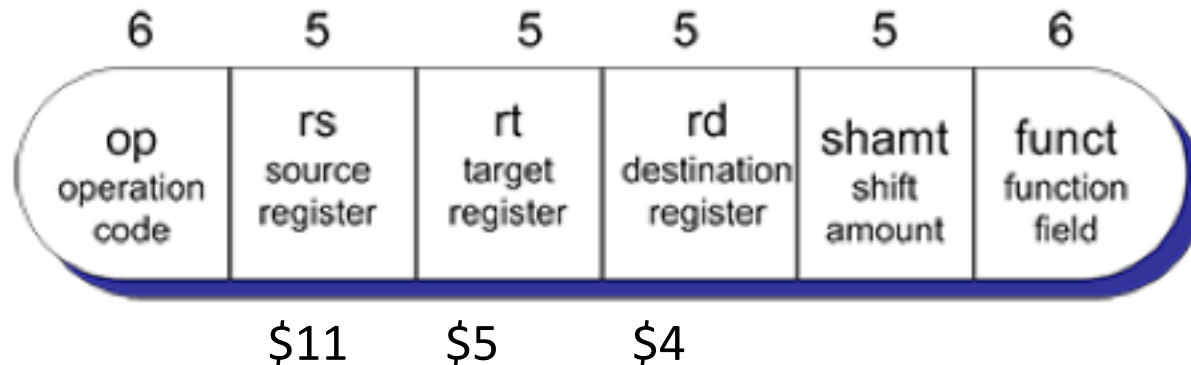 6 5 5 5 5 6
op
operation
code
rs
source
register
rt
target
register
rd
destination
register
shamt
shift
amount
funct
function
field
$11 $5 $4